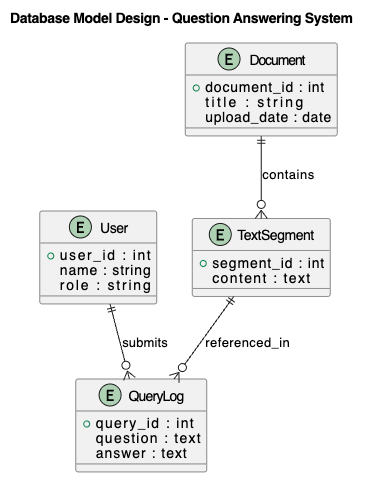 Database Model Design - Question Answering System
E Document
document_id : int
title : string
upload_date : date
contains
E User
user_id : int
name : string
role : string
E TextSegment
segment_id : int
content : text
submits
referenced_in
E QueryLog
query_id : int
question : text
answer : text